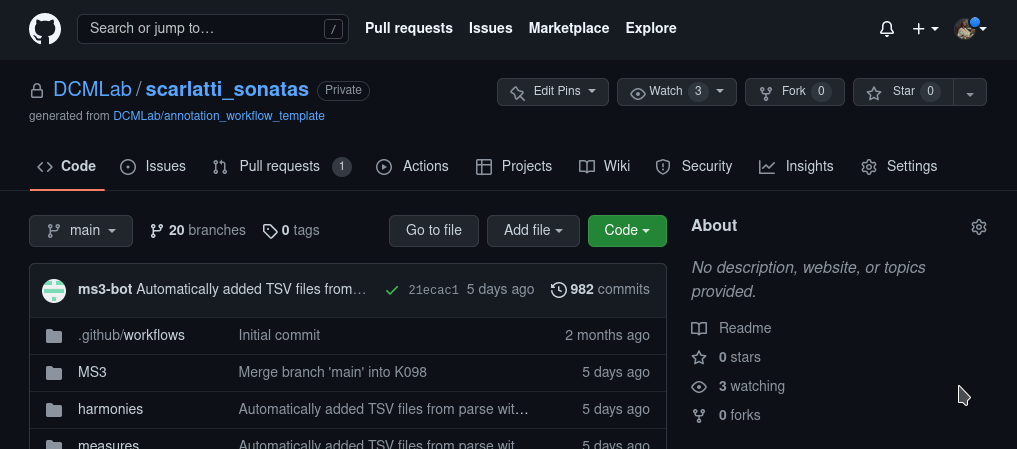 Search or jump to… /
Pull requests Issues Marketplace Explore
DCMLab / scarlatti_sonatas Private
Edit Pins Watch 3 Fork 0 Star 0
generated from DCMLab/annotation_workflow_template
Code Issues Pull requests 1 Actions Projects Wiki Security Insights Settings
main 20 branches 0 tags Go to file Add file Code
About
No description, website, or topics
provided.
Readme
0 stars
3 watching
0 forks
ms3-bot Automatically added TSV files from… 21ecac1 5 days ago 982 commits
.github/workflows Initial commit 2 months ago
MS3 Merge branch 'main' into K098 5 days ago
harmonies Automatically added TSV files from parse wit… 5 days ago
measures Automatically added TSV files from parse wit… 5 days ago